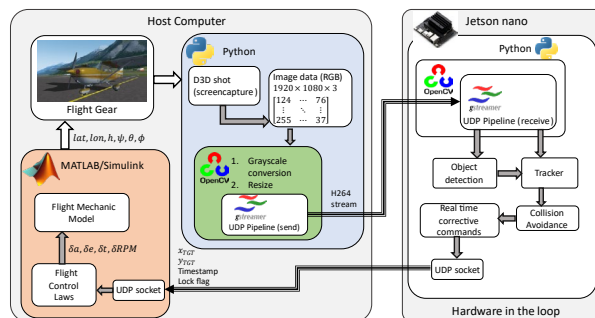 Host Computer
Jetson nano
Python
Python
D3D shot
(screencapture)
Image data (RGB)
1920 × 1080 × 3
[124 ⋯ 76]
[⋮ ⋱ ⋮]
[255 ⋯ 37]
OpenCV
gstreamer
UDP Pipeline (receive)
Flight Gear
lat, lon, h, ψ, θ, ϕ
MATLAB/Simulink
OpenCV
1. Grayscale
conversion
2. Resize
gstreamer
UDP Pipeline (send)
H264
stream
Object
detection
Tracker
Flight Mechanic
Model
Real time
corrective
commands
Collision
Avoidance
δa, δe, δt, δRPM
x_TGT
y_TGT
Timestamp
Lock flag
Flight
Control
Laws
UDP socket
UDP socket
Hardware in the loop